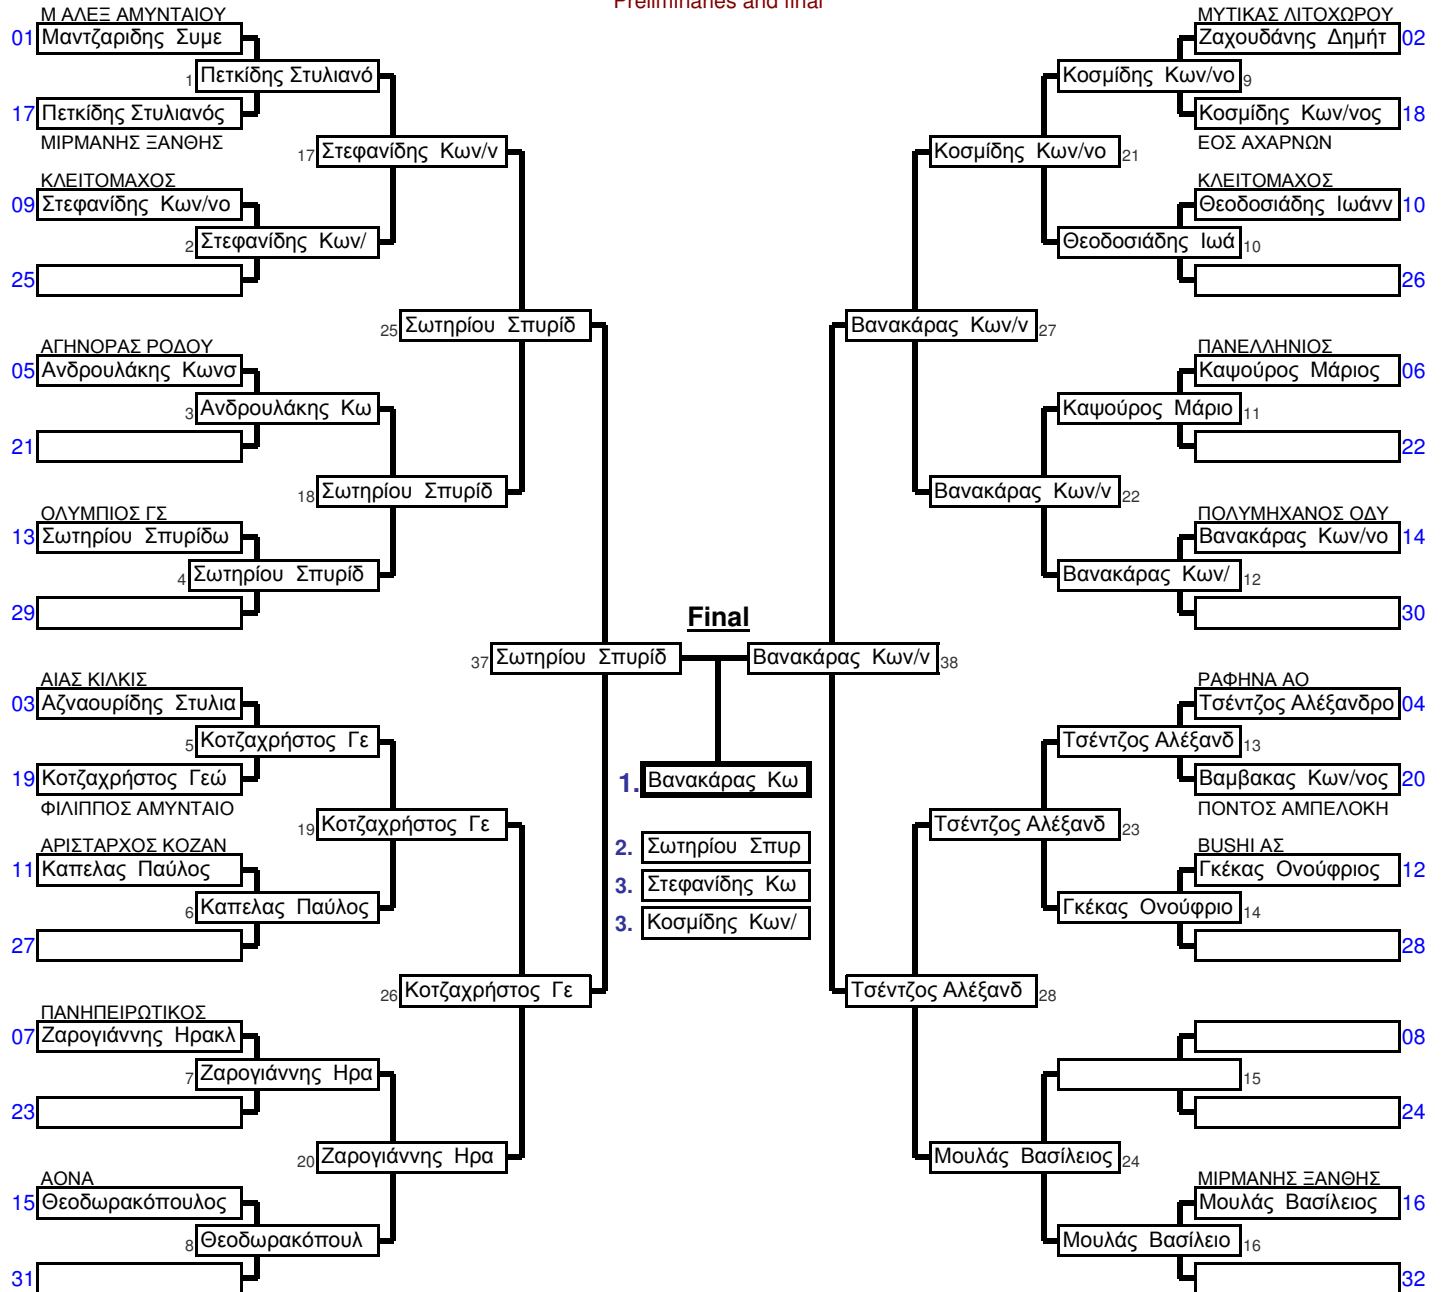 Preliminaries and final
Μ ΑΛΕΞ ΑΜΥΝΤΑΙΟΥ
01 Μαντζαριδης Συμε
1 Πετκίδης Στυλιανό
17 Πετκίδης Στυλιανός
ΜΙΡΜΑΝΗΣ ΞΑΝΘΗΣ
17 Στεφανίδης Κων/ν
ΚΛΕΙΤΟΜΑΧΟΣ
09 Στεφανίδης Κων/νο
2 Στεφανίδης Κων/
25
25 Σωτηρίου Σπυρίδ
ΑΓΗΝΟΡΑΣ ΡΟΔΟΥ
05 Ανδρουλάκης Κωνσ
3 Ανδρουλάκης Κω
21
18 Σωτηρίου Σπυρίδ
ΟΛΥΜΠΙΟΣ ΓΣ
13 Σωτηρίου Σπυρίδω
4 Σωτηρίου Σπυρίδ
29
37 Σωτηρίου Σπυρίδ
ΑΙΑΣ ΚΙΛΚΙΣ
03 Αζναουρίδης Στυλια
5 Κοτζαχρήστος Γε
19 Κοτζαχρήστος Γεώ
ΦΙΛΙΠΠΟΣ ΑΜΥΝΤΑΙΟ
19 Κοτζαχρήστος Γε
ΑΡΙΣΤΑΡΧΟΣ ΚΟΖΑΝ
11 Καπελας Παύλος
6 Καπελας Παύλος
27
26 Κοτζαχρήστος Γε
ΠΑΝΗΠΕΙΡΩΤΙΚΟΣ
07 Ζαρογιάννης Ηρακλ
7 Ζαρογιάννης Ηρα
23
20 Ζαρογιάννης Ηρα
ΑΟΝΑ
15 Θεοδωρακόπουλος
8 Θεοδωρακόπουλ
31
Final
1. Βανακάρας Κω
2. Σωτηρίου Σπυρ
3. Στεφανίδης Κω
3. Κοσμίδης Κων/
ΜΥΤΙΚΑΣ ΛΙΤΟΧΩΡΟΥ
Ζαχουδάνης Δημήτ 02
Κοσμίδης Κων/νο 9
Κοσμίδης Κων/νος 18
ΕΟΣ ΑΧΑΡΝΩΝ
Κοσμίδης Κων/νο 21
ΚΛΕΙΤΟΜΑΧΟΣ
Θεοδοσιάδης Ιωάνν 10
Θεοδοσιάδης Ιωά 10
26
Βανακάρας Κων/ν 27
ΠΑΝΕΛΛΗΝΙΟΣ
Καψούρος Μάριος 06
Καψούρος Μάριο 11
22
Βανακάρας Κων/ν 22
ΠΟΛΥΜΗΧΑΝΟΣ ΟΔΥ
Βανακάρας Κων/νο 14
Βανακάρας Κων/ 12
30
Βανακάρας Κων/ν 38
ΡΑΦΗΝΑ ΑΟ
Τσέντζος Αλέξανδρο 04
Τσέντζος Αλέξανδ 13
Βαμβακας Κων/νος 20
ΠΟΝΤΟΣ ΑΜΠΕΛΟΚΗ
Τσέντζος Αλέξανδ 23
BUSHI ΑΣ
Γκέκας Ονούφριος 12
Γκέκας Ονούφριο 14
28
Τσέντζος Αλέξανδ 28
08
15
24
Μουλάς Βασίλειος 24
ΜΙΡΜΑΝΗΣ ΞΑΝΘΗΣ
Μουλάς Βασίλειος 16
Μουλάς Βασίλειο 16
32